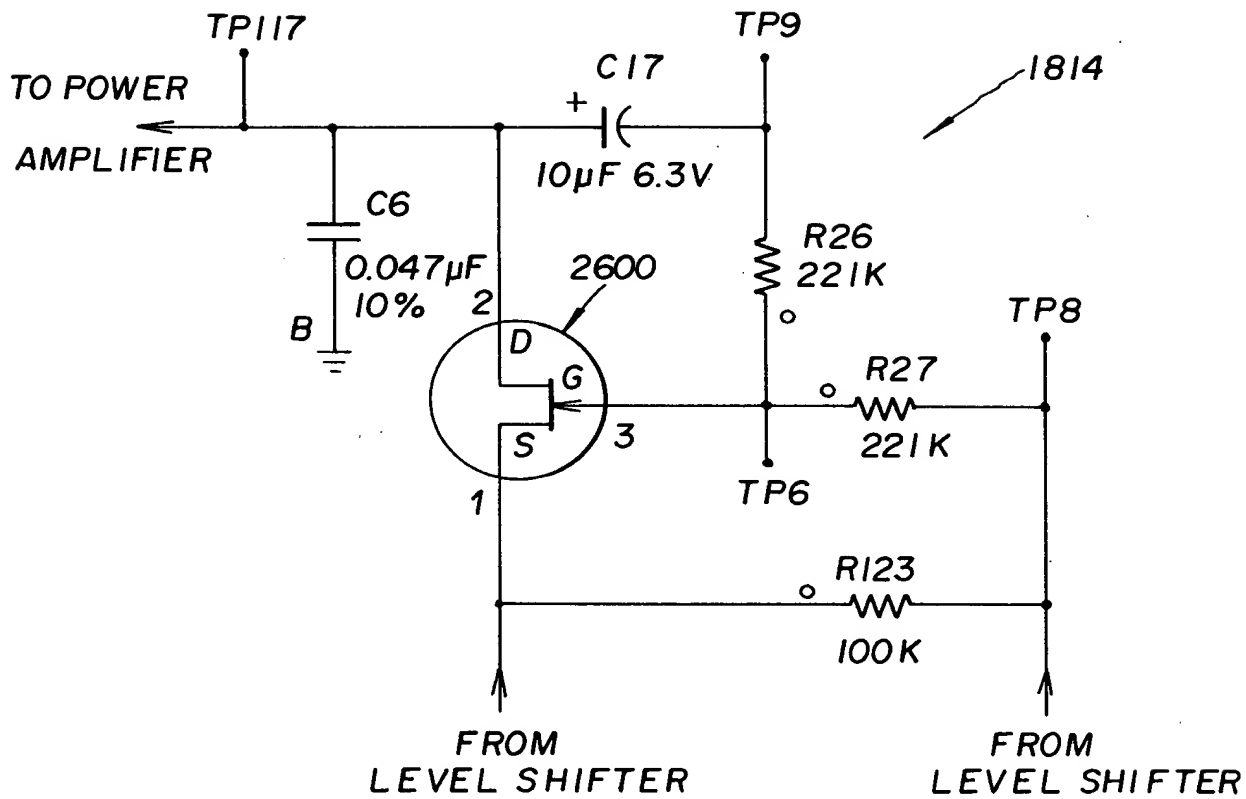 TP117
TP9
C17
1814
TO POWER
AMPLIFIER
+
10µF 6.3V
C6
0.047µF
10%
B
R26
221K
2600
2
D
G
S
3
1
TP8
R27
221K
TP6
R123
100K
FROM
LEVEL SHIFTER
FROM
LEVEL SHIFTER